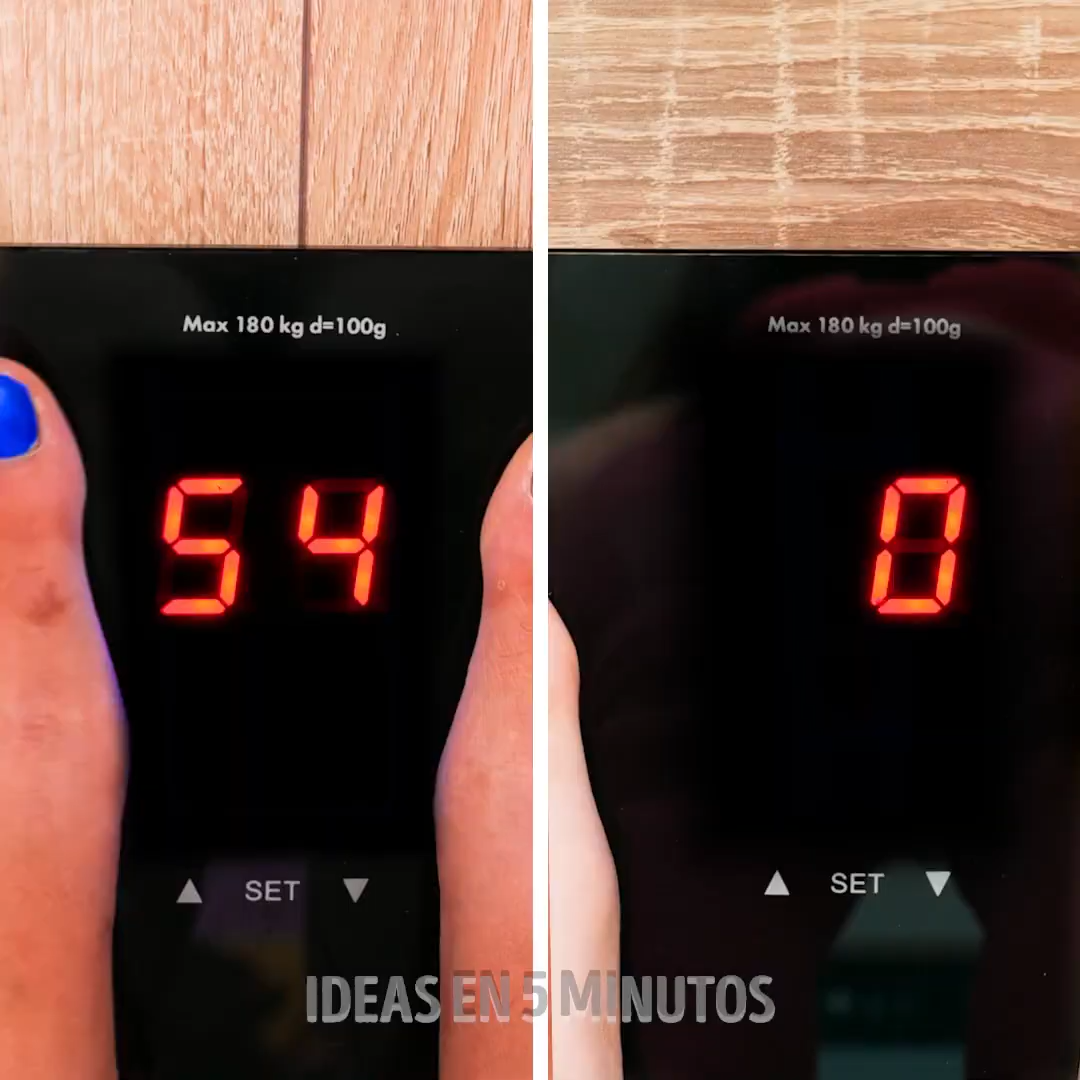 Max 180 kg d=100g
54
SET
Max 180 kg d=100g
0
SET
IDEAS EN 5 MINUTOS